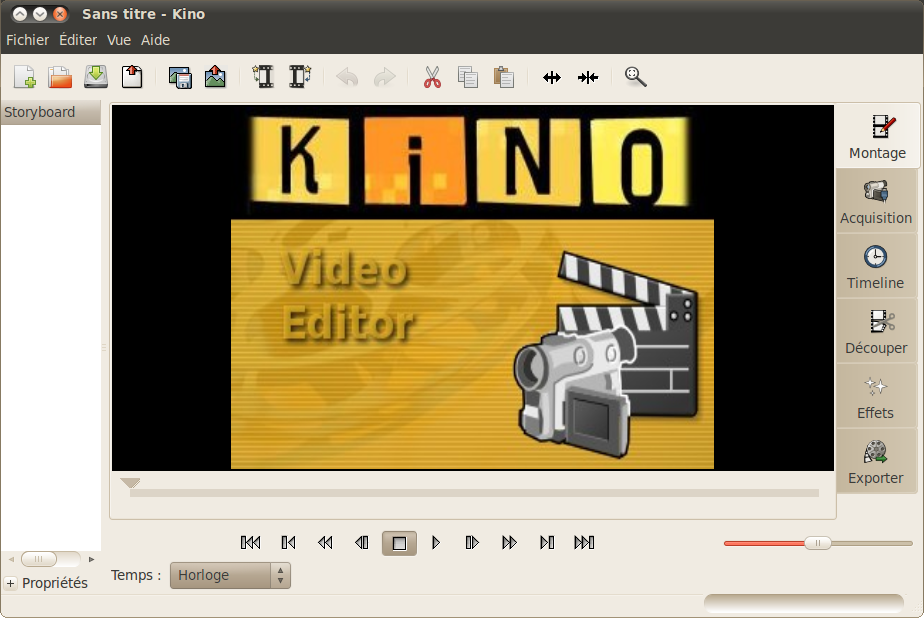 Sans titre - Kino
Fichier Éditer Vue Aide
Storyboard
KiNO
Video
Editor
Montage
Acquisition
Timeline
Découper
Effets
Exporter
Propriétés
Temps : Horloge